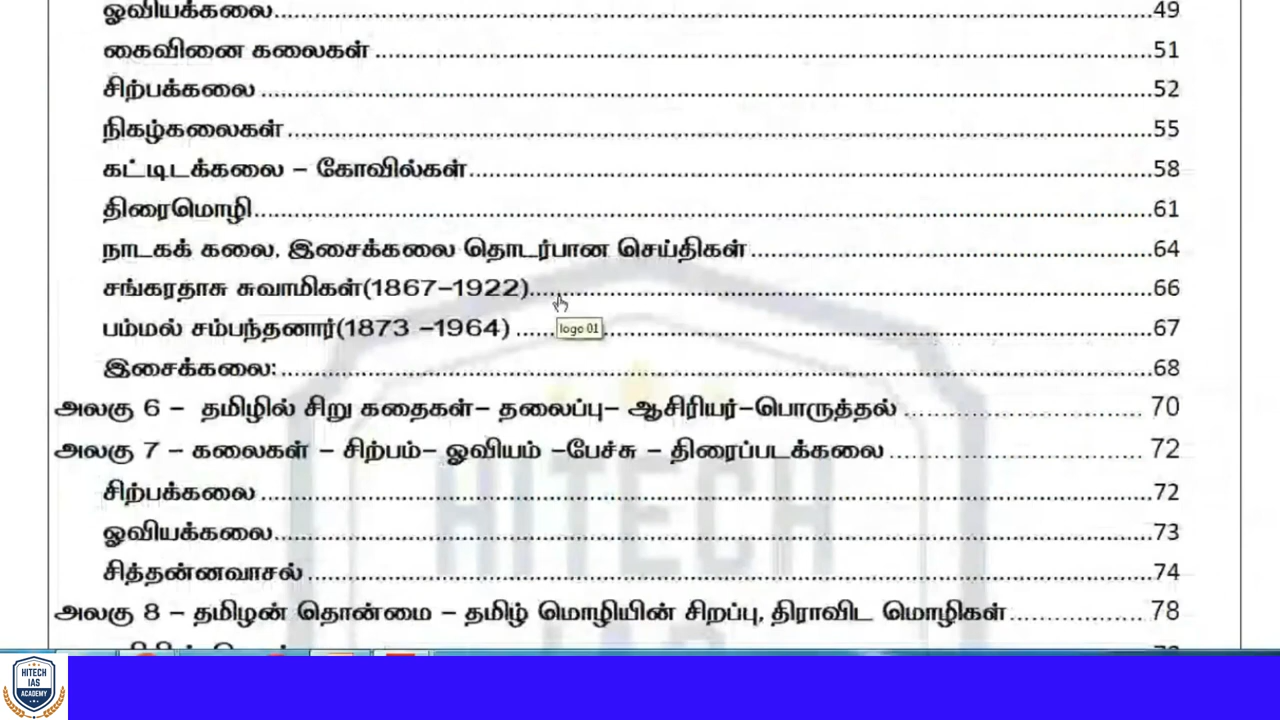 ஓவியக்கலை....................49
கைவினை கலைகள்....................51
சிற்பக்கலை....................52
நிகழ்கலைகள்....................55
கட்டிடக்கலை – கோவில்கள்....................58
திரைமொழி....................61
நாடகக் கலை, இசைக்கலை தொடர்பான செய்திகள்....................64
சங்கரதாசு சுவாமிகள்(1867–1922)....................66
பம்மல் சம்பந்தனார்(1873 –1964)....................67
logo 01
இசைக்கலை:....................68
அலகு 6 – தமிழில் சிறு கதைகள்– தலைப்பு– ஆசிரியர்–பொருத்தல்....................70
அலகு 7 – கலைகள் – சிற்பம்– ஓவியம் –பேச்சு – திரைப்படக்கலை....................72
சிற்பக்கலை....................72
ஓவியக்கலை....................73
சித்தன்னவாசல்....................74
அலகு 8 – தமிழன் தொன்மை – தமிழ் மொழியின் சிறப்பு, திராவிட மொழிகள்....................78
HITECH
HITECH
IAS
ACADEMY